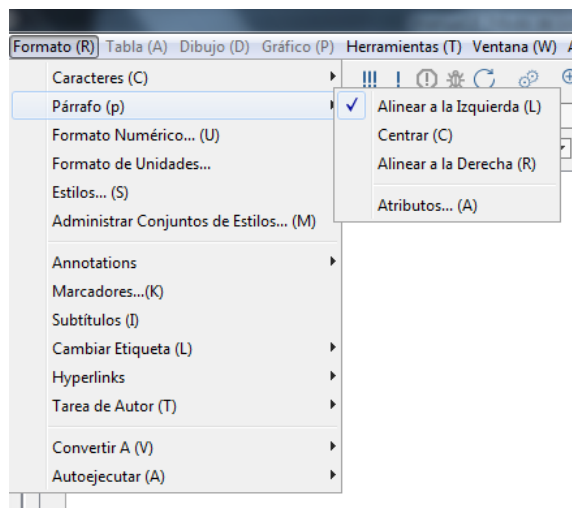 Formato (R) Tabla (A) Dibujo (D) Gráfico (P) Herramientas (T) Ventana (W)
Caracteres (C)
Párrafo (p)
Formato Numérico... (U)
Formato de Unidades...
Estilos... (S)
Administrar Conjuntos de Estilos... (M)
Annotations
Marcadores...(K)
Subtítulos (I)
Cambiar Etiqueta (L)
Hyperlinks
Tarea de Autor (T)
Convertir A (V)
Autoejecutar (A)
Alinear a la Izquierda (L)
Centrar (C)
Alinear a la Derecha (R)
Atributos... (A)